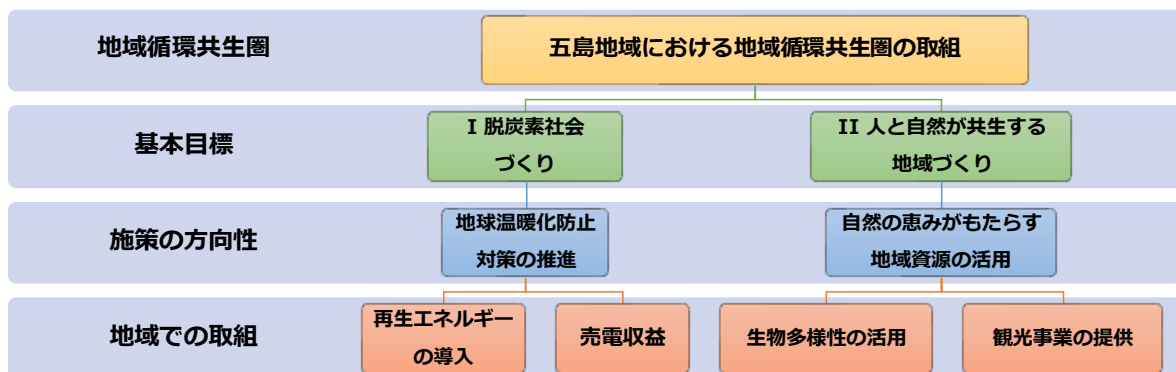 地域循環共生圏
五島地域における地域循環共生圏の取組
基本目標
I 脱炭素社会
づくり
II 人と自然が共生する
地域づくり
施策の方向性
地球温暖化防止
対策の推進
自然の恵みがもたらす
地域資源の活用
地域での取組
再生エネルギー
の導入
売電収益
生物多様性の活用
観光事業の提供